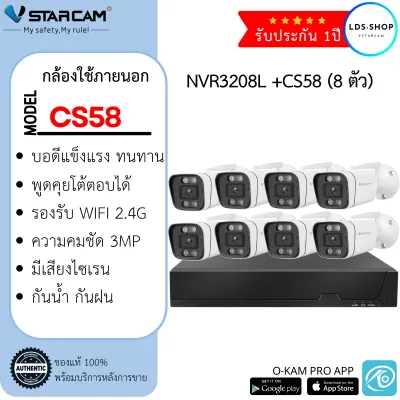 VSTARCAM
My safety,My rule!
รับประกัน 1ปี
LDS-SHOP
VSTARCAM
กล้องใช้ภายนอก
MODEL
CS58
NVR3208L +CS58 (8 ตัว)
• บอดีแข็งแรง ทนทาน
• พูดคุยโต้ตอบได้
• รองรับ WIFI 2.4G
• ความคมชัด 3MP
• มีเสียงไซเรน
• กันน้ำ กันฝน
AUTHENTIC
ของแท้ 100%
พร้อมบริการหลังการขาย
O-KAM PRO APP
GET IT ON
Google play
Download on the
App Store